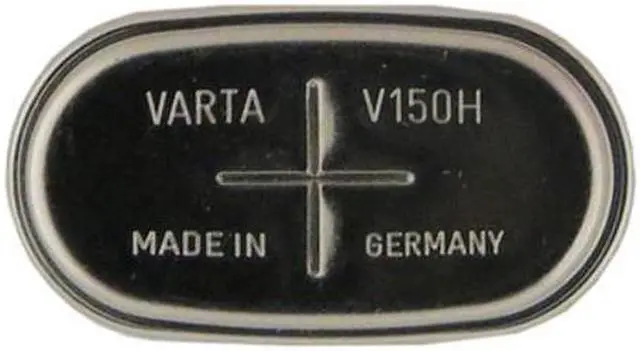 VARTA V150H
MADE IN GERMANY